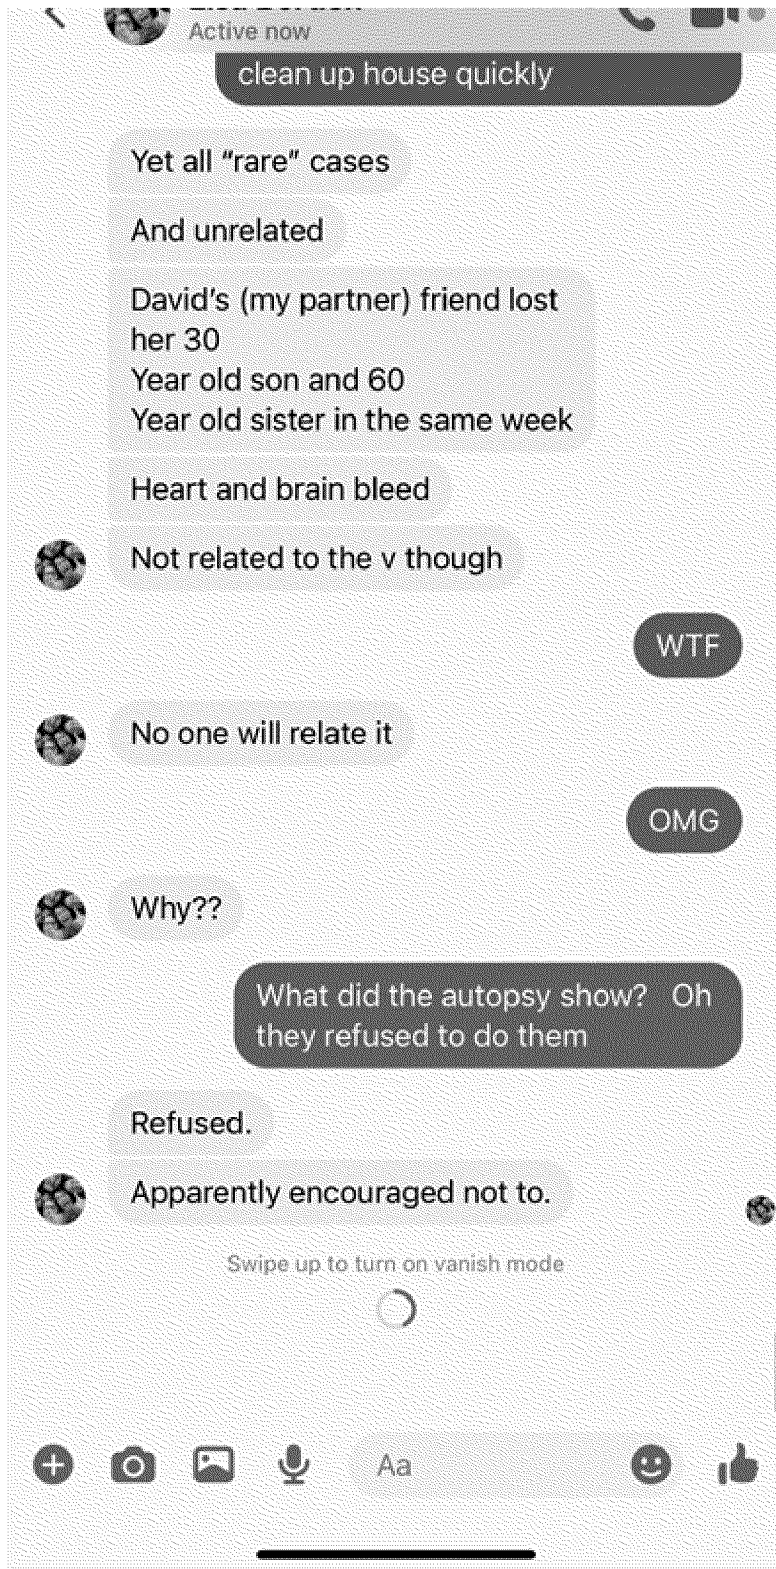 Active now
clean up house quickly
Yet all “rare” cases
And unrelated
David's (my partner) friend lost
her 30
Year old son and 60
Year old sister in the same week
Heart and brain bleed
Not related to the v though
WTF
No one will relate it
OMG
Why??
What did the autopsy show? Oh
they refused to do them
Refused.
Apparently encouraged not to.
Swipe up to turn on vanish mode
Aa